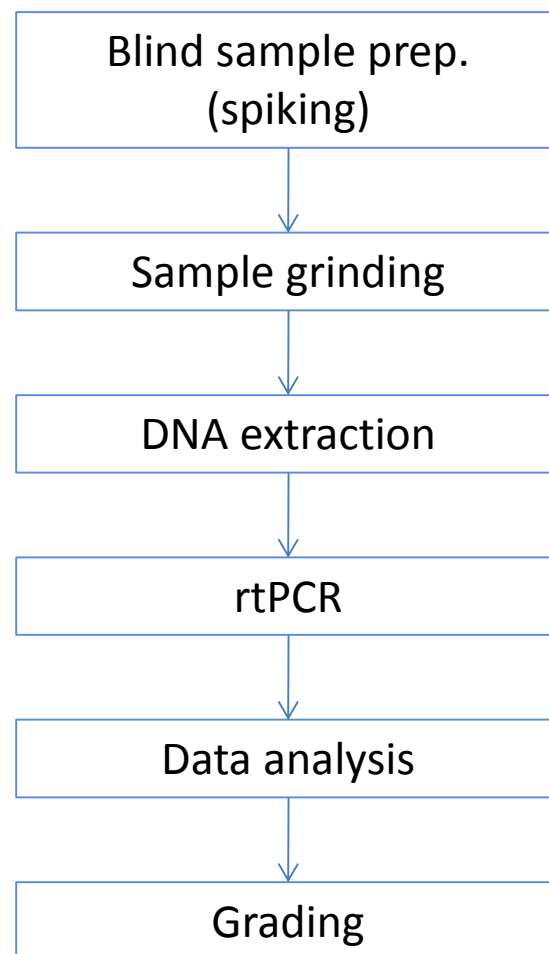 Blind sample prep.
(spiking)
Sample grinding
DNA extraction
rtPCR
Data analysis
Grading